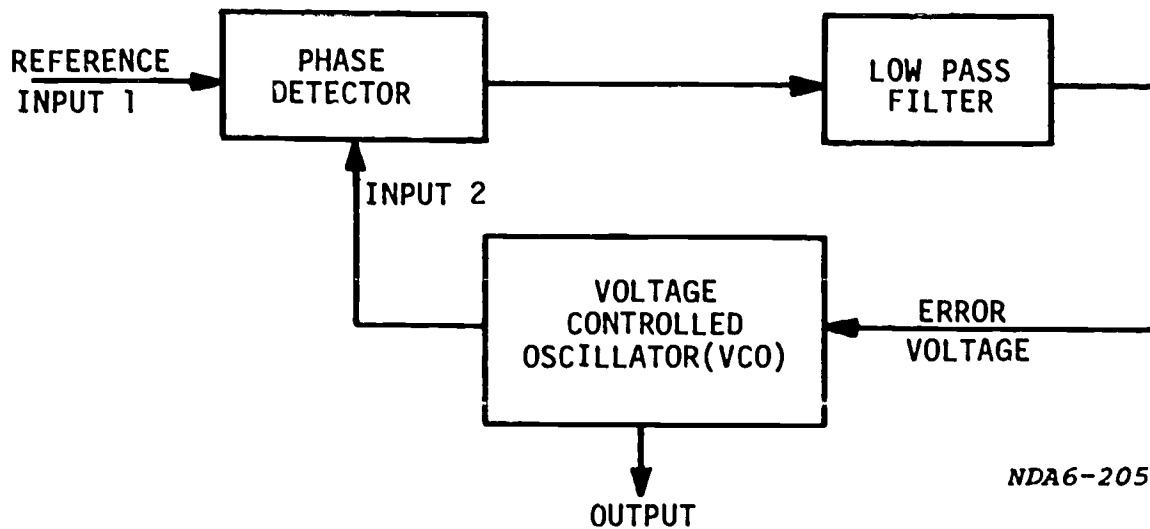 REFERENCE
INPUT 1
PHASE
DETECTOR
LOW PASS
FILTER
INPUT 2
VOLTAGE
CONTROLLED
OSCILLATOR(VCO)
ERROR
VOLTAGE
OUTPUT
NDA6-205